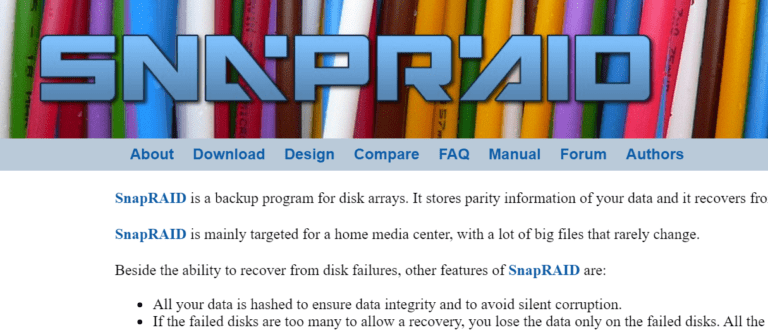 SNAPRAID
About Download Design Compare FAQ Manual Forum Authors
SnapRAID is a backup program for disk arrays. It stores parity information of your data and it recovers fro
SnapRAID is mainly targeted for a home media center, with a lot of big files that rarely change.
Beside the ability to recover from disk failures, other features of SnapRAID are:
• All your data is hashed to ensure data integrity and to avoid silent corruption.
• If the failed disks are too many to allow a recovery, you lose the data only on the failed disks. All the